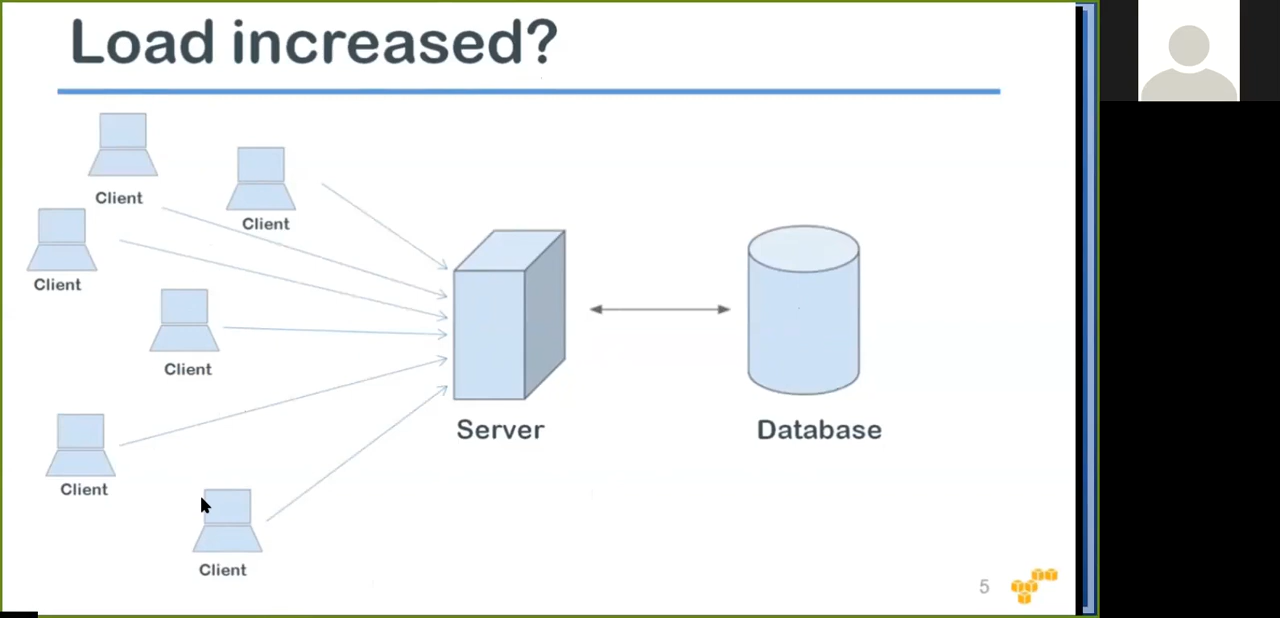 Load increased?
Client
Client
Client
Client
Server
Database
Client
Client
5